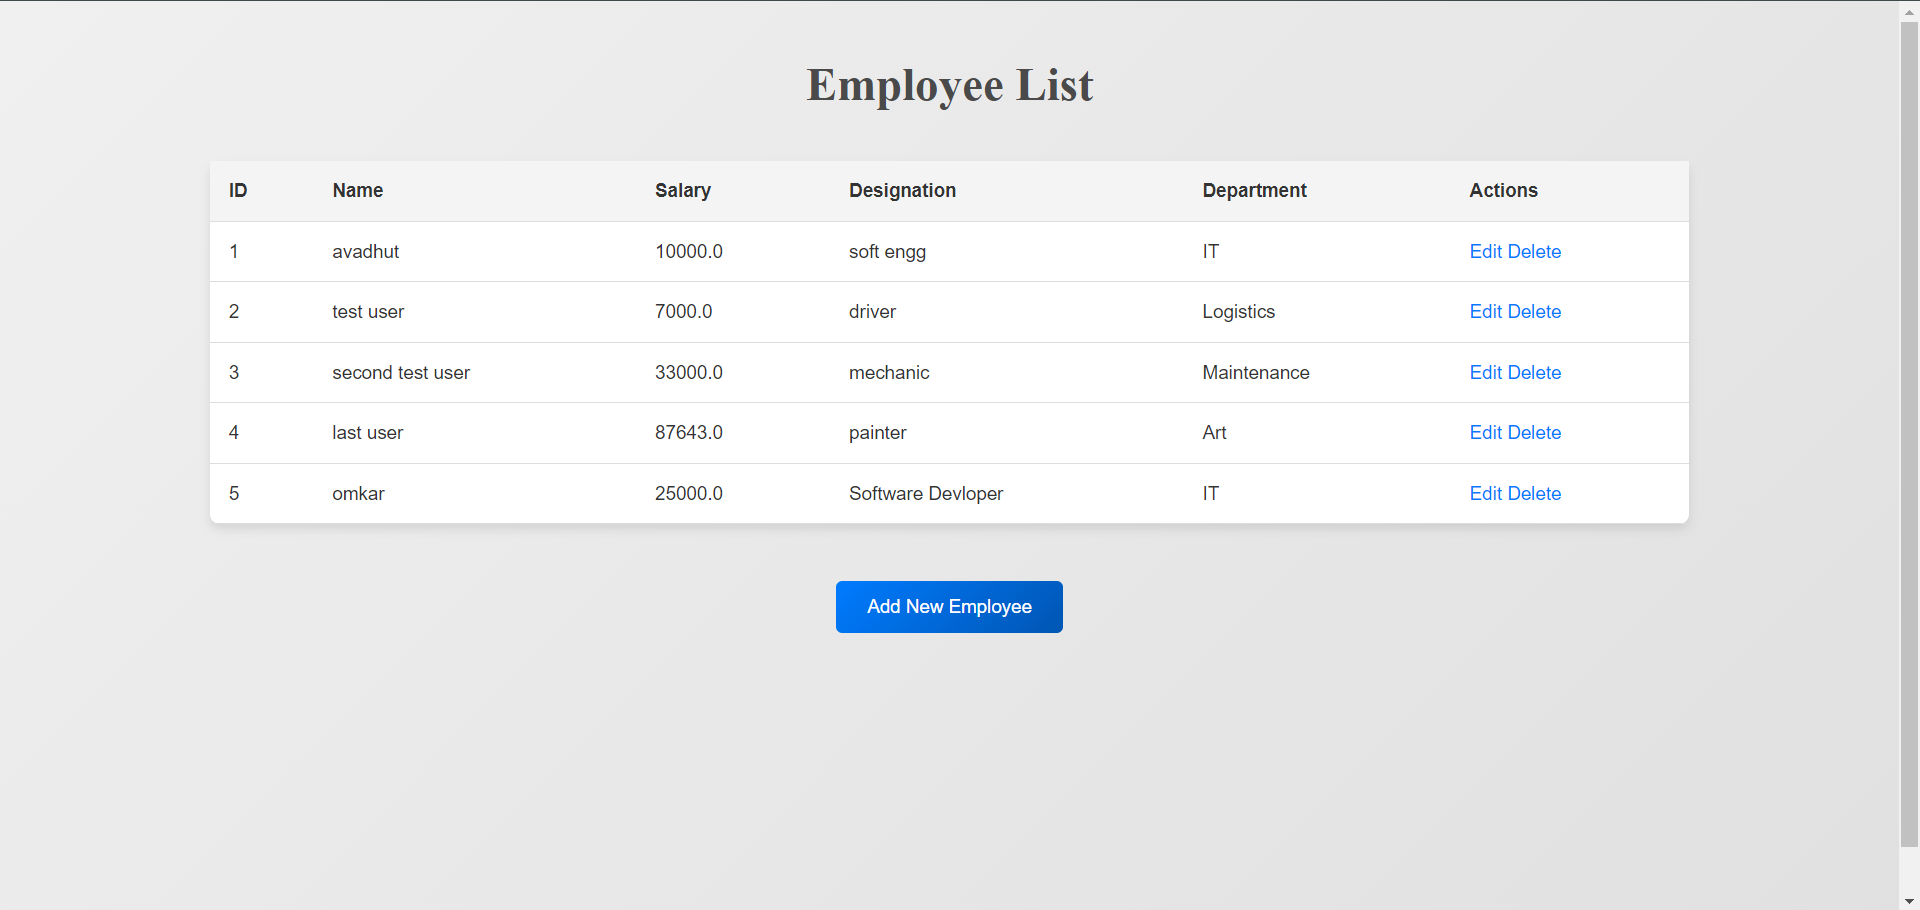 Employee List
ID Name Salary Designation Department Actions
1 avadhut 10000.0 soft engg IT Edit Delete
2 test user 7000.0 driver Logistics Edit Delete
3 second test user 33000.0 mechanic Maintenance Edit Delete
4 last user 87643.0 painter Art Edit Delete
5 omkar 25000.0 Software Devloper IT Edit Delete
Add New Employee